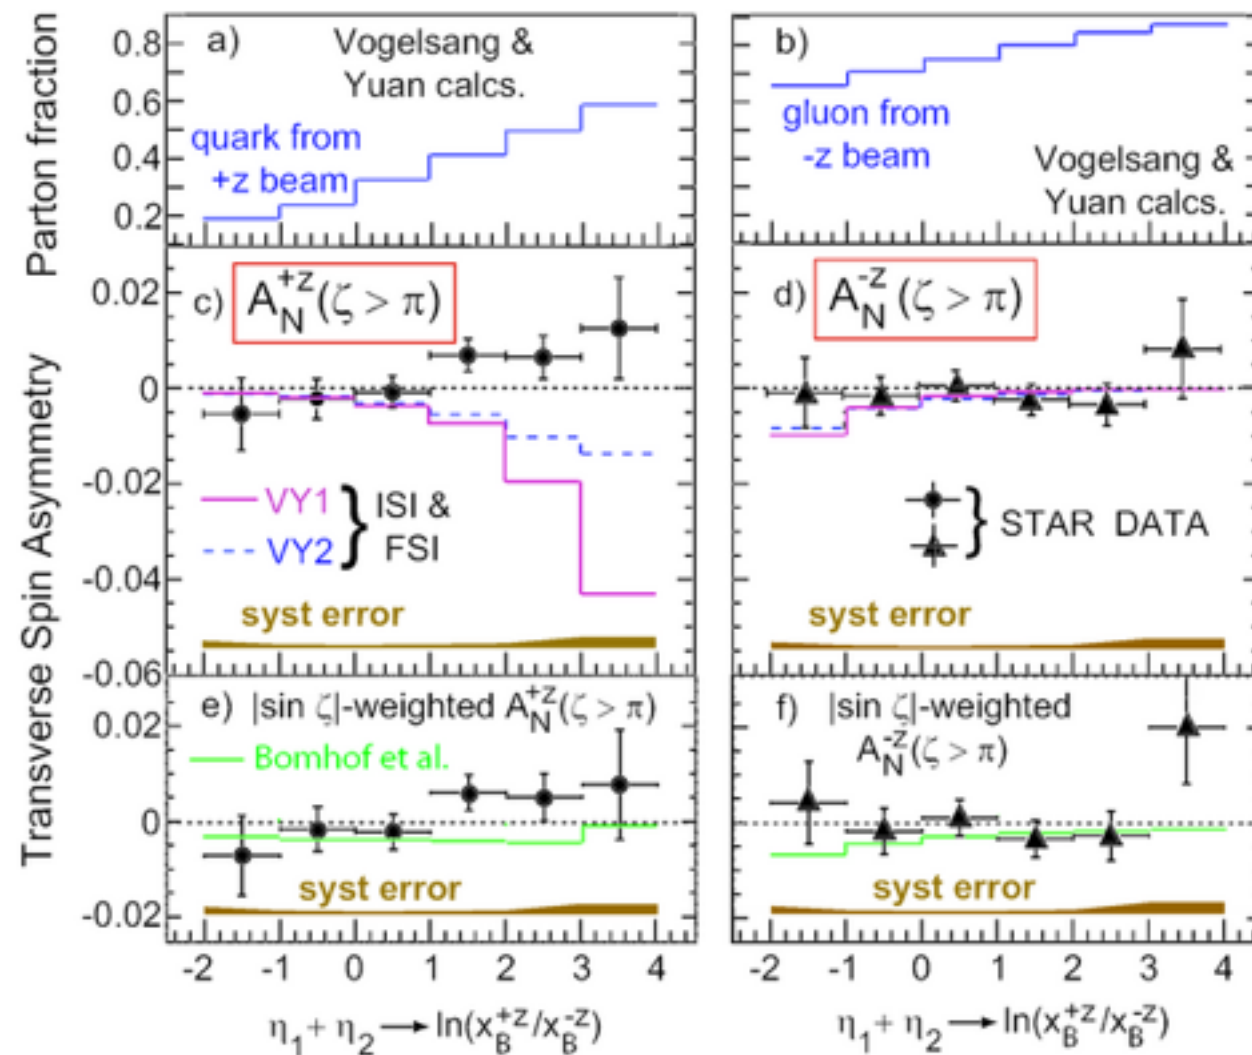 Parton fraction
0.8
0.6
0.4
0.2
a)
Vogelsang &
Yuan calcs.
quark from
+z beam
b)
gluon from
-z beam
Vogelsang &
Yuan calcs.
Transverse Spin Asymmetry
0.02
0
-0.02
-0.04
-0.06
c) A_N^{+z}(ζ > π)
VY1
VY2
} ISI &
FSI
syst error
d) A_N^{-z}(ζ > π)
} STAR DATA
syst error
0.02
0
-0.02
e) |sin ζ|-weighted A_N^{+z}(ζ > π)
Bomhof et al.
syst error
f) |sin ζ|-weighted
A_N^{-z}(ζ > π)
syst error
-2 -1 0 1 2 3 4
η₁ + η₂ → ln(x_B^{+z}/x_B^{-z})
-2 -1 0 1 2 3 4
η₁ + η₂ → ln(x_B^{+z}/x_B^{-z})